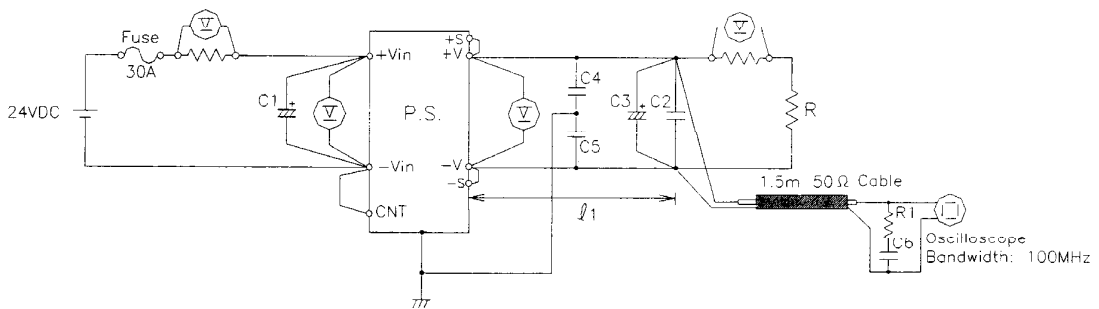 Fuse
30A
V
24VDC
C1
V
+Vin
-Vin
CNT
P.S.
+S
+V
-V
-S
V
C4
C5
C3
C2
V
R
ℓ1
1.5m 50Ω Cable
R1
C6
Oscilloscope
Bandwidth: 100MHz